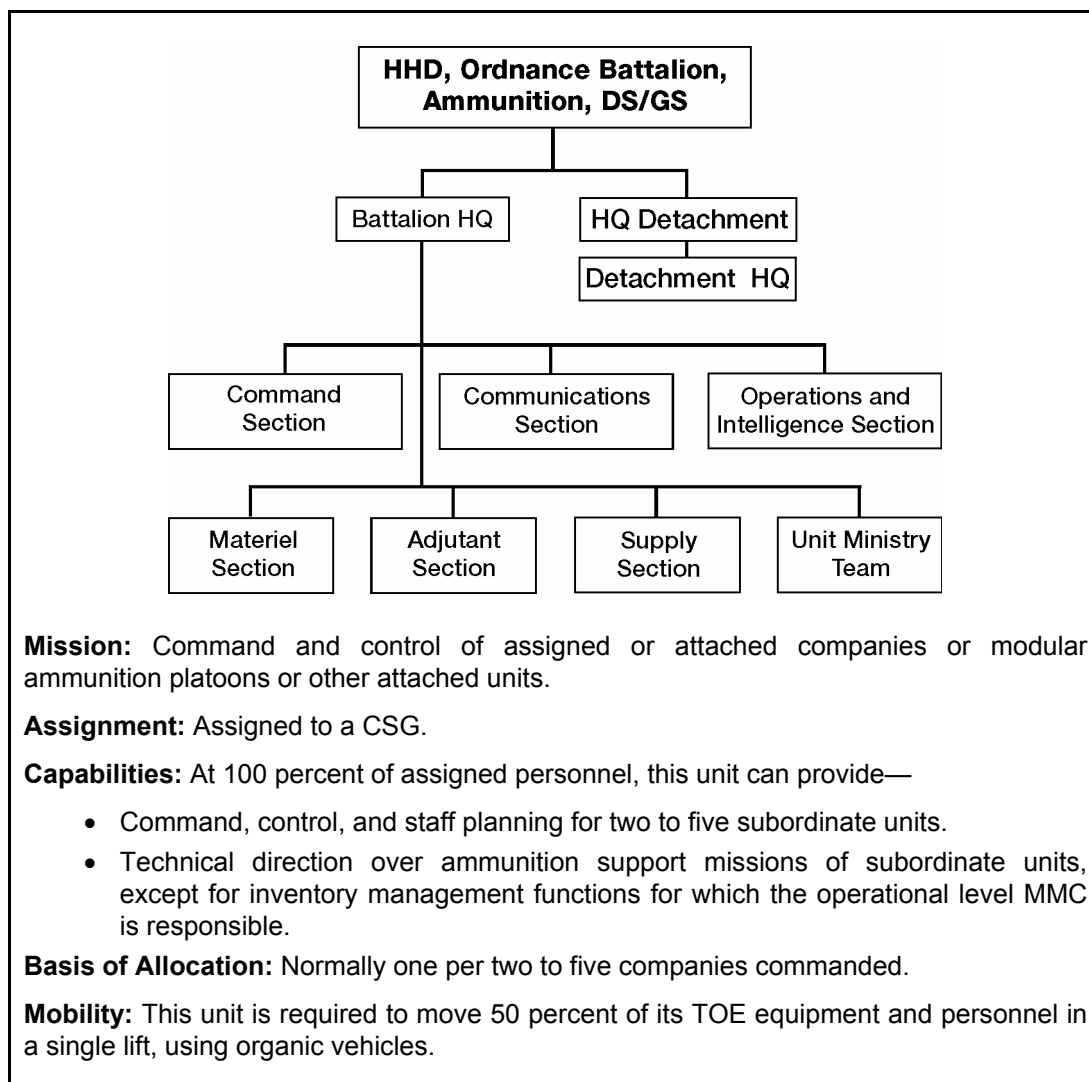 HHD, Ordnance Battalion,
Ammunition, DS/GS
Battalion HQ
HQ Detachment
Detachment HQ
Command
Section
Communications
Section
Operations and
Intelligence Section
Materiel
Section
Adjutant
Section
Supply
Section
Unit Ministry
Team
Mission: Command and control of assigned or attached companies or modular
ammunition platoons or other attached units.
Assignment: Assigned to a CSG.
Capabilities: At 100 percent of assigned personnel, this unit can provide—
• Command, control, and staff planning for two to five subordinate units.
• Technical direction over ammunition support missions of subordinate units,
except for inventory management functions for which the operational level MMC
is responsible.
Basis of Allocation: Normally one per two to five companies commanded.
Mobility: This unit is required to move 50 percent of its TOE equipment and personnel in
a single lift, using organic vehicles.